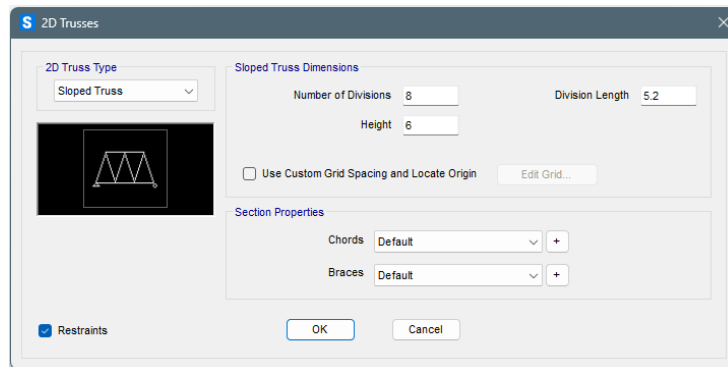 S 2D Trusses
2D Truss Type
Sloped Truss
Sloped Truss Dimensions
Number of Divisions 8 Division Length 5.2
Height 6
Use Custom Grid Spacing and Locate Origin Edit Grid...
Section Properties
Chords Default +
Braces Default +
Restraints OK Cancel